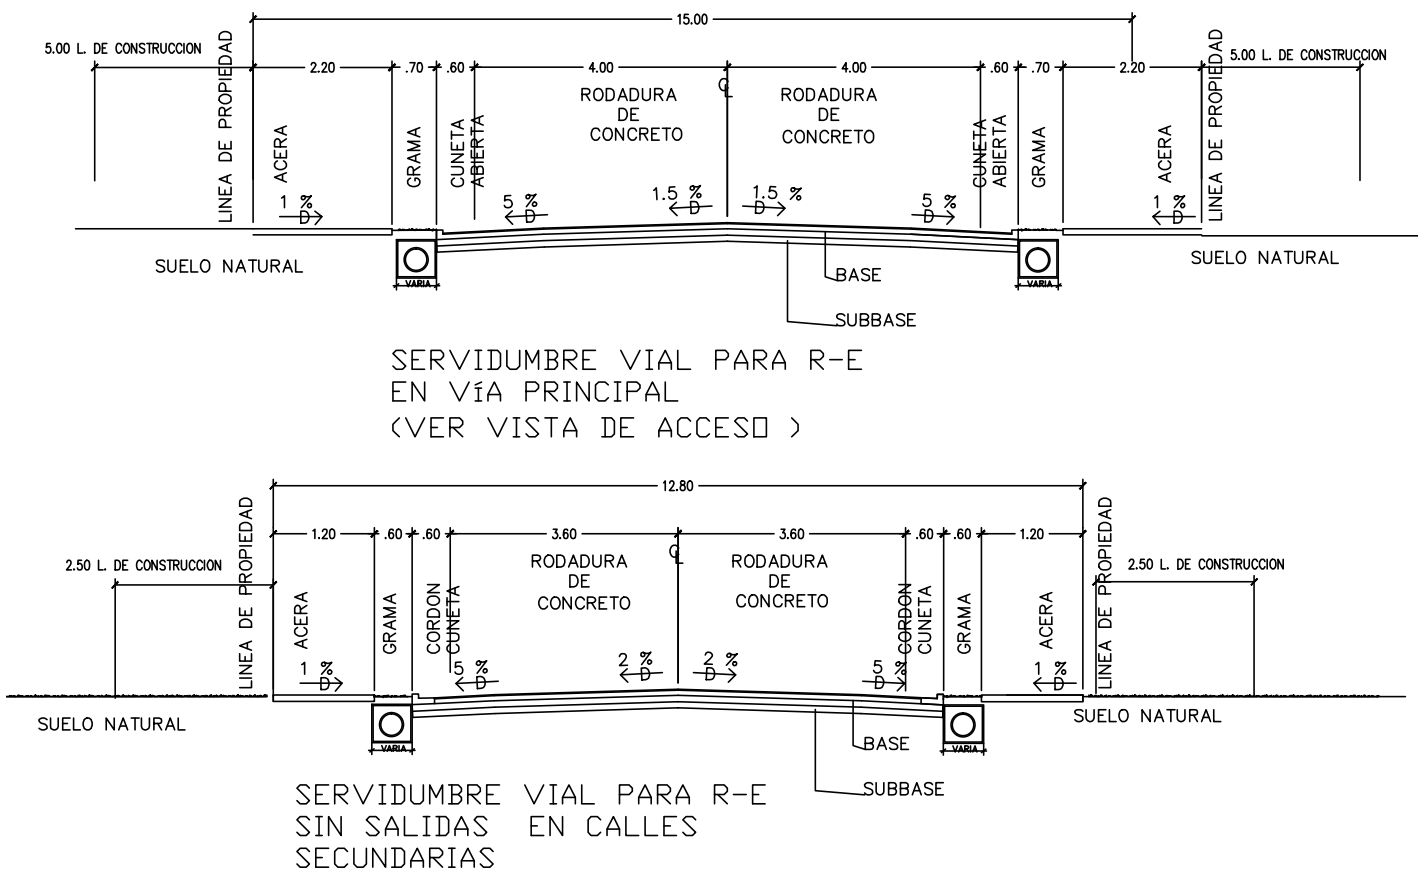 15.00
5.00 L. DE CONSTRUCCION
5.00 L. DE CONSTRUCCION
2.20
.70
.60
4.00
4.00
.60
.70
2.20
LINEA DE PROPIEDAD
ACERA
GRAMA
CUNETA
ABIERTA
RODADURA
DE
CONCRETO
CL
RODADURA
DE
CONCRETO
CUNETA
ABIERTA
GRAMA
ACERA
LINEA DE PROPIEDAD
1 %
D
5 %
D
1.5 %
D
1.5 %
D
5 %
D
1 %
D
SUELO NATURAL
SUELO NATURAL
VARIA
VARIA
BASE
SUBBASE
SERVIDUMBRE VIAL PARA R-E
EN VíA PRINCIPAL
(VER VISTA DE ACCESO )
12.80
1.20
.60
.60
3.60
3.60
.60
.60
1.20
2.50 L. DE CONSTRUCCION
2.50 L. DE CONSTRUCCION
LINEA DE PROPIEDAD
ACERA
GRAMA
CORDON
CUNETA
RODADURA
DE
CONCRETO
CL
RODADURA
DE
CONCRETO
CORDON
CUNETA
GRAMA
ACERA
LINEA DE PROPIEDAD
1 %
D
5 %
D
2 %
D
2 %
D
5 %
D
1 %
D
SUELO NATURAL
SUELO NATURAL
VARIA
VARIA
BASE
SUBBASE
SERVIDUMBRE VIAL PARA R-E
SIN SALIDAS EN CALLES
SECUNDARIAS